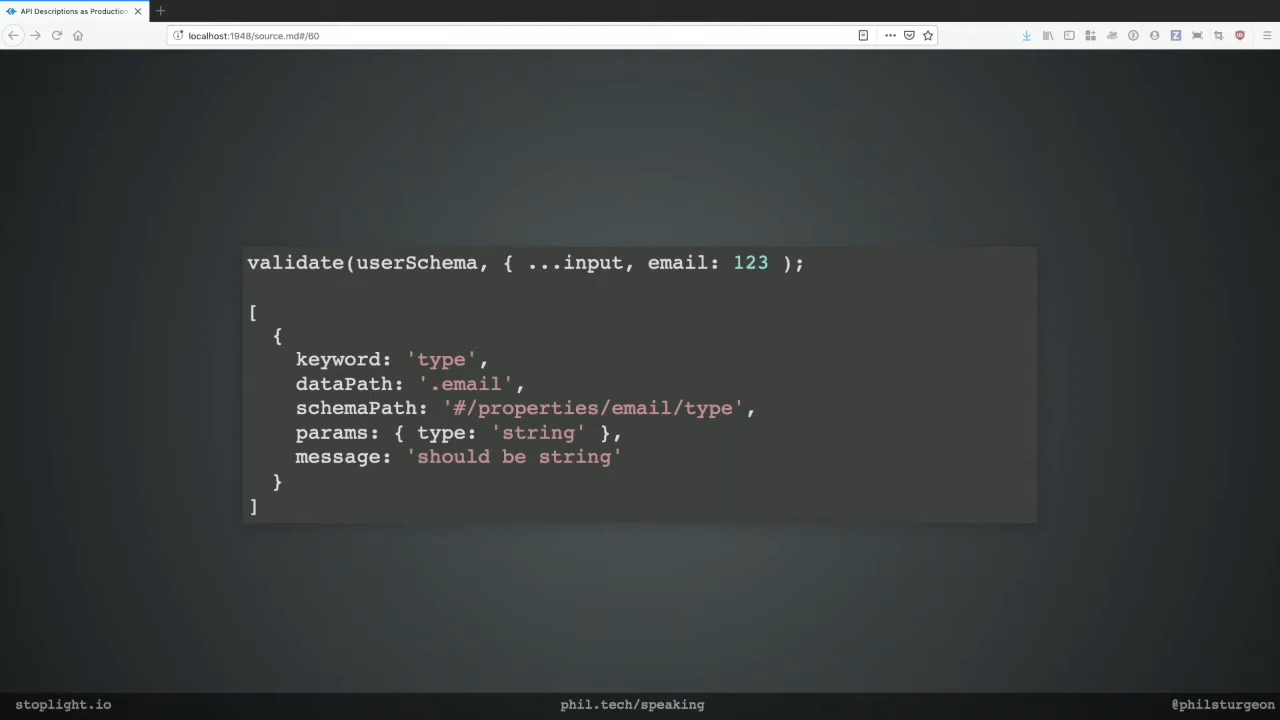 API Descriptions as Production
localhost:1948/source.md#/60
validate(userSchema, { ...input, email: 123 );
[
{
keyword: 'type',
dataPath: '.email',
schemaPath: '#/properties/email/type',
params: { type: 'string' },
message: 'should be string'
}
]
stoplight.io
phil.tech/speaking
@philsturgeon